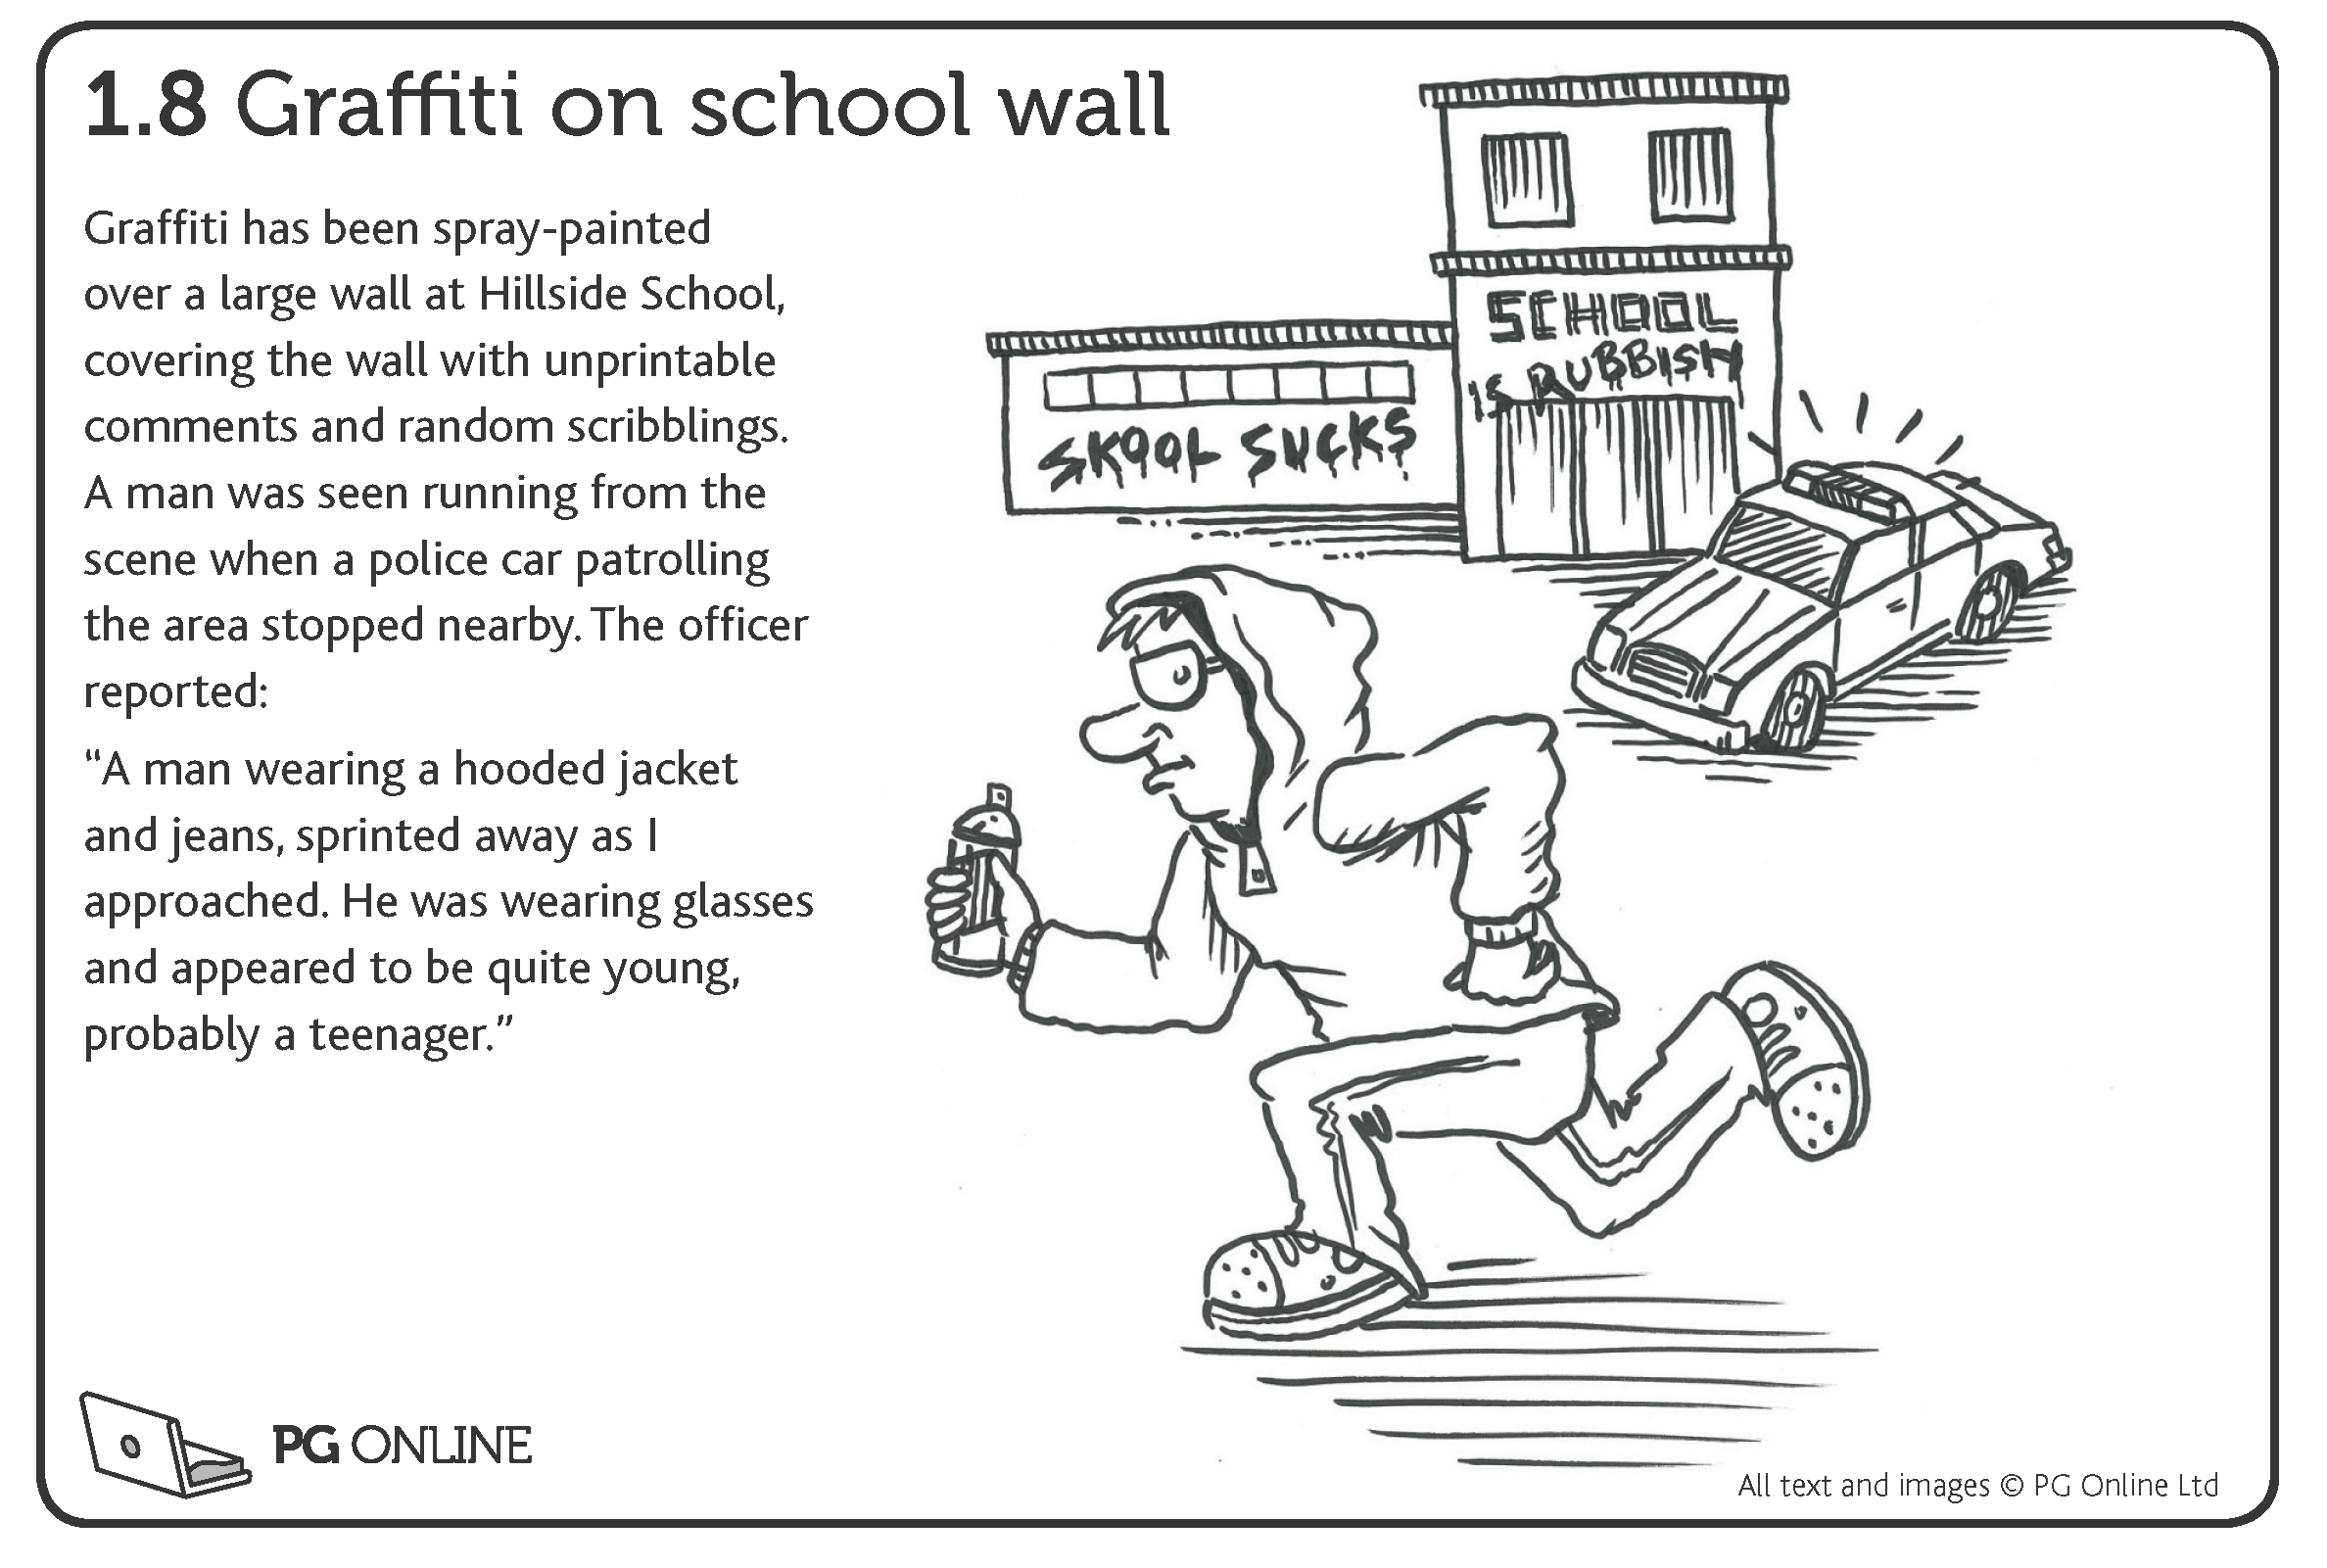 1.8 Graffiti on school wall
Graffiti has been spray-painted
over a large wall at Hillside School,
covering the wall with unprintable
comments and random scribblings.
A man was seen running from the
scene when a police car patrolling
the area stopped nearby. The officer
reported:
“A man wearing a hooded jacket
and jeans, sprinted away as I
approached. He was wearing glasses
and appeared to be quite young,
probably a teenager.”
SCHOOL
IS RUBBISH
SKOOL SUCKS
PG ONLINE
All text and images © PG Online Ltd